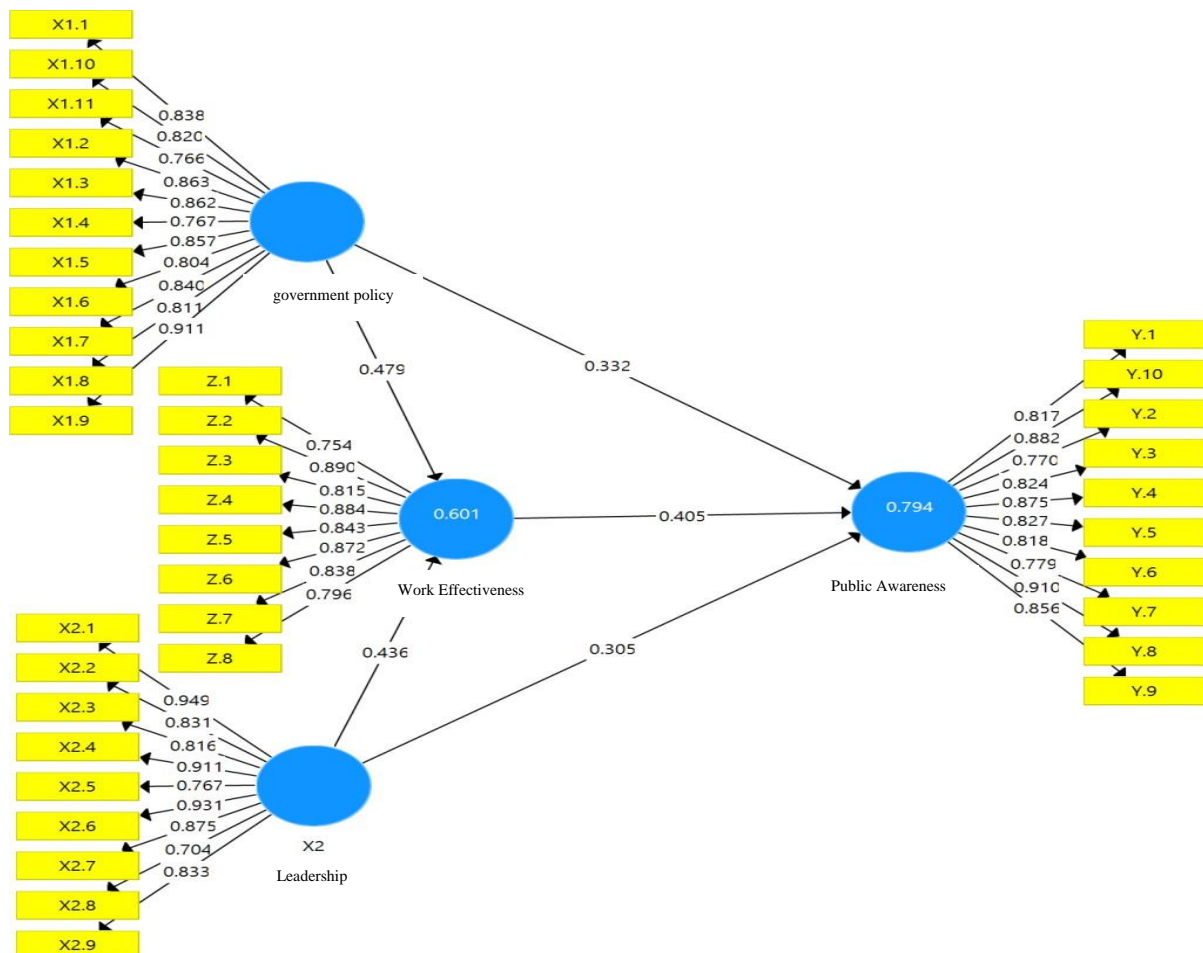 X1.1
X1.10
X1.11
X1.2
X1.3
X1.4
X1.5
X1.6
X1.7
X1.8
X1.9
0.838
0.820
0.766
0.863
0.862
0.767
0.857
0.804
0.840
0.811
0.911
government policy
0.479
0.332
Z.1
Z.2
Z.3
Z.4
Z.5
Z.6
Z.7
Z.8
0.754
0.890
0.815
0.884
0.843
0.872
0.838
0.796
0.601
Work Effectiveness
0.405
0.436
0.305
X2.1
X2.2
X2.3
X2.4
X2.5
X2.6
X2.7
X2.8
X2.9
0.949
0.831
0.816
0.911
0.767
0.931
0.875
0.704
0.833
X2
Leadership
0.794
Public Awareness
0.817
0.882
0.770
0.824
0.875
0.827
0.818
0.779
0.910
0.856
Y.1
Y.10
Y.2
Y.3
Y.4
Y.5
Y.6
Y.7
Y.8
Y.9